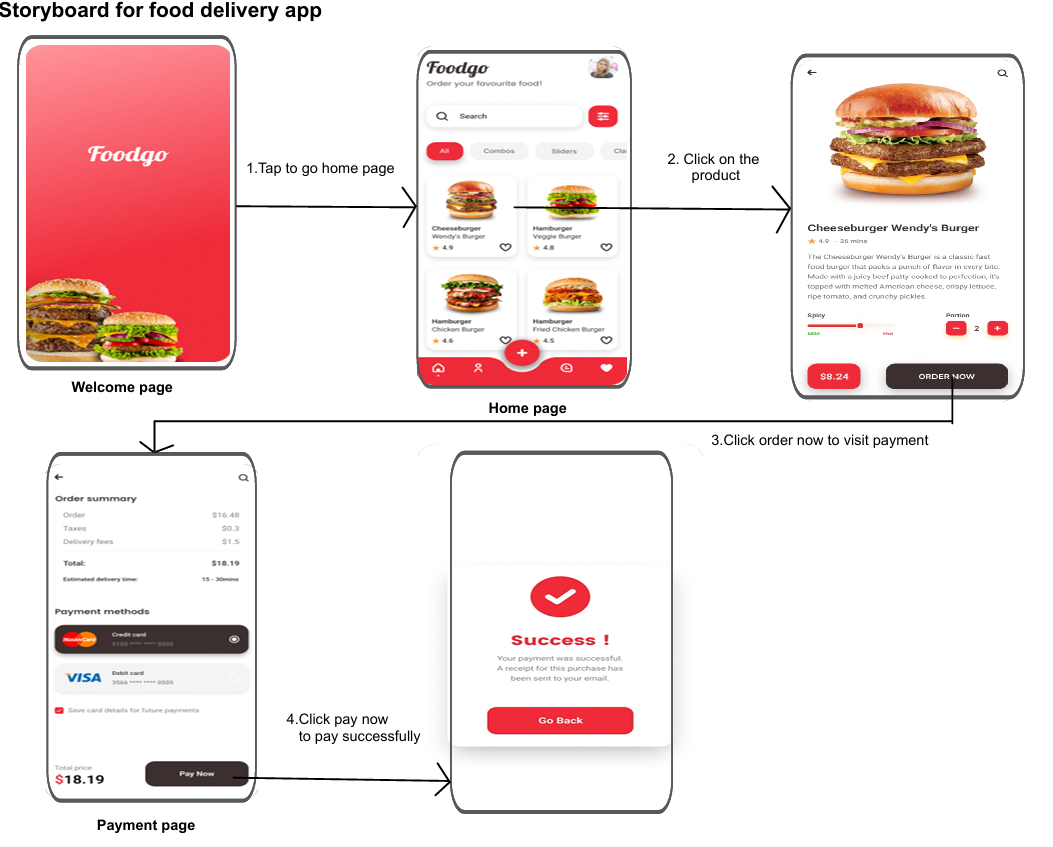 Storyboard for food delivery app
Foodgo
Welcome page
1.Tap to go home page
Foodgo
Order your favourite food!
Search
All
Combos
Sliders
Cla
Cheeseburger
Wendy's Burger
4.9
Hamburger
Veggie Burger
4.8
Hamburger
Chicken Burger
4.6
Hamburger
Fried Chicken Burger
4.5
+
Home page
2. Click on the
product
Cheeseburger Wendy's Burger
4.9 — 26 mins
The Cheeseburger Wendy's Burger is a classic fast
food burger that packs a punch of flavor in every bite.
Made with a juicy beef patty cooked to perfection, it's
topped with melted American cheese, crispy lettuce,
ripe tomato, and crunchy pickles.
Spicy
Mild
Hot
Portion
− 2 +
$8.24
ORDER NOW
3.Click order now to visit payment
Order summary
Order $16.48
Taxes $0.3
Delivery fees $1.5
Total: $18.19
Estimated delivery time: 15 - 30mins
Payment methods
MasterCard
Credit card
5105 **** **** 0505
VISA
Debit card
3566 **** **** 0505
Save card details for future payments
Total price
$18.19
Pay Now
Payment page
4.Click pay now
to pay successfully
Success !
Your payment was successful.
A receipt for this purchase has
been sent to your email.
Go Back